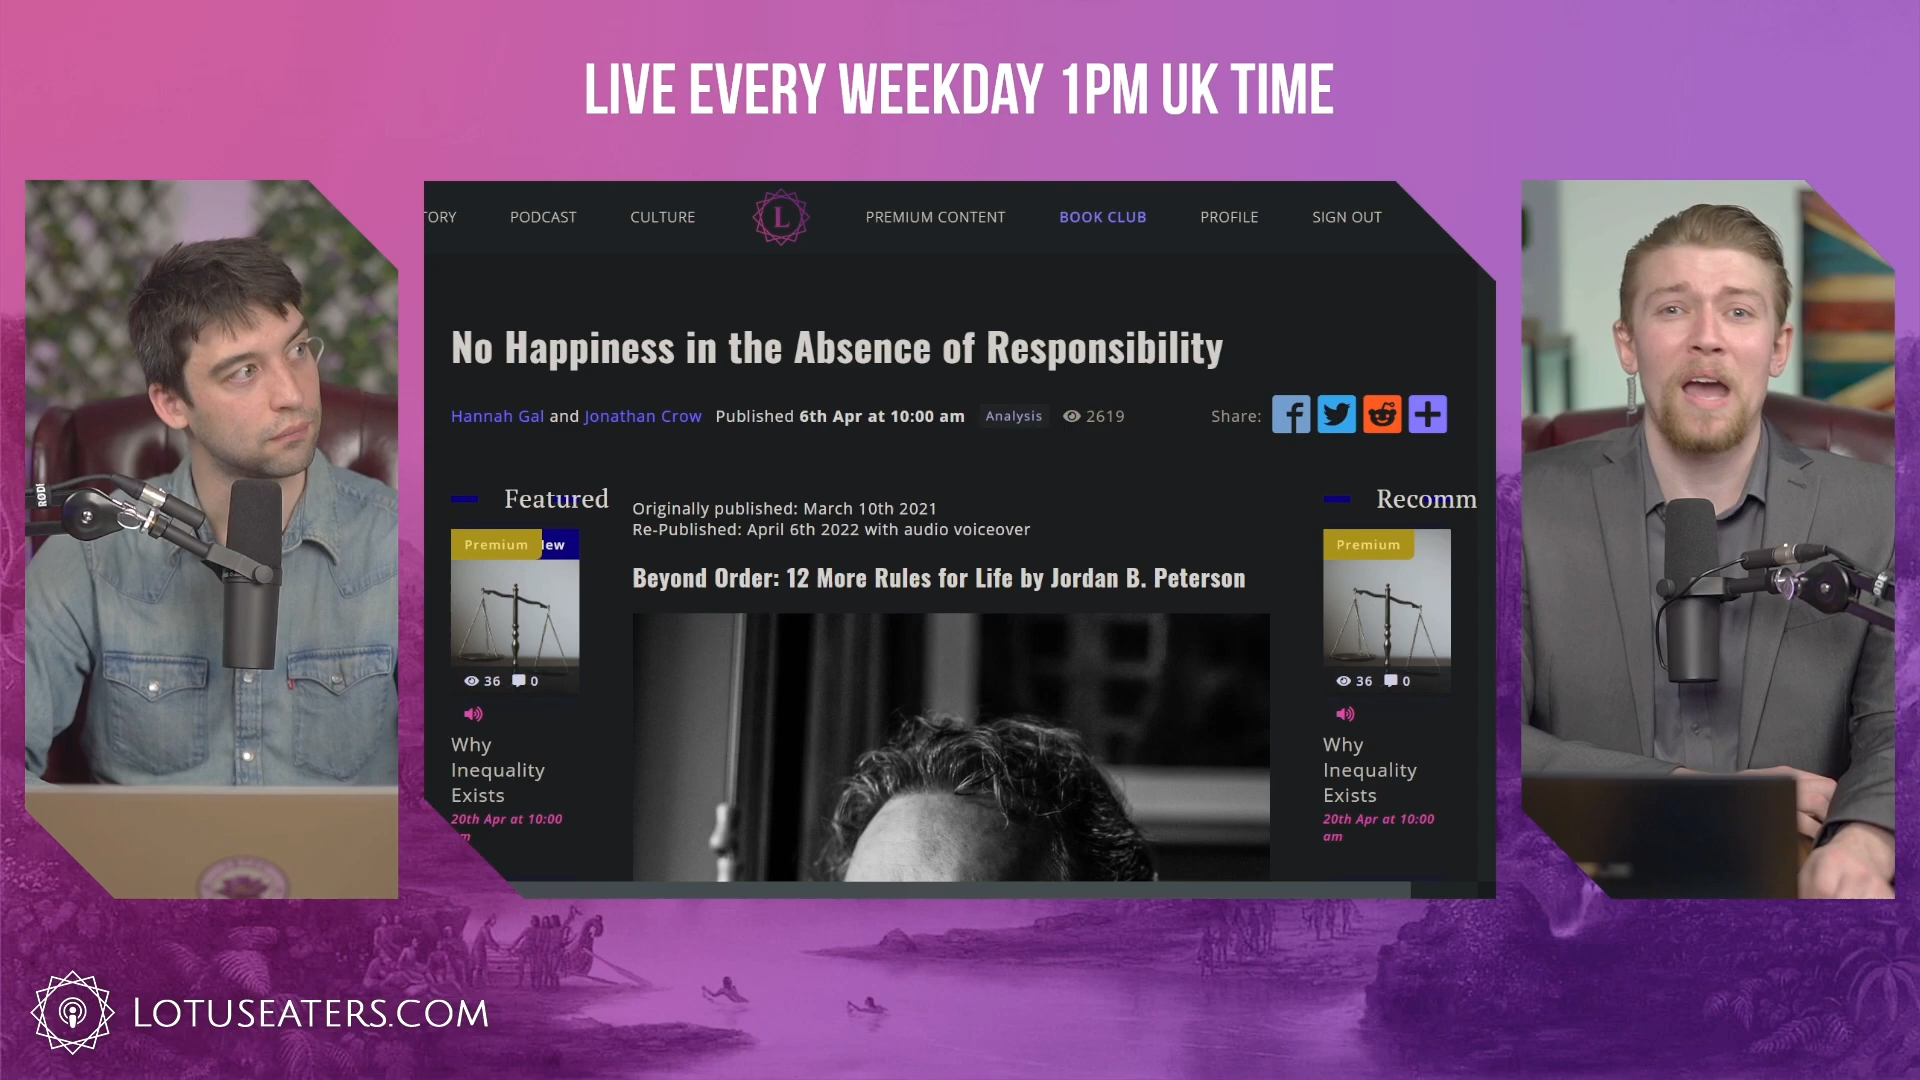 LIVE EVERY WEEKDAY 1PM UK TIME
TORY PODCAST CULTURE L PREMIUM CONTENT BOOK CLUB PROFILE SIGN OUT
No Happiness in the Absence of Responsibility
Hannah Gal and Jonathan Crow Published 6th Apr at 10:00 am Analysis 2619 Share:
Featured
Premium ew
36 0
Why
Inequality
Exists
20th Apr at 10:00
m
Originally published: March 10th 2021
Re-Published: April 6th 2022 with audio voiceover
Beyond Order: 12 More Rules for Life by Jordan B. Peterson
Recomm
Premium
36 0
Why
Inequality
Exists
20th Apr at 10:00
am
RØDE
LOTUSEATERS.COM